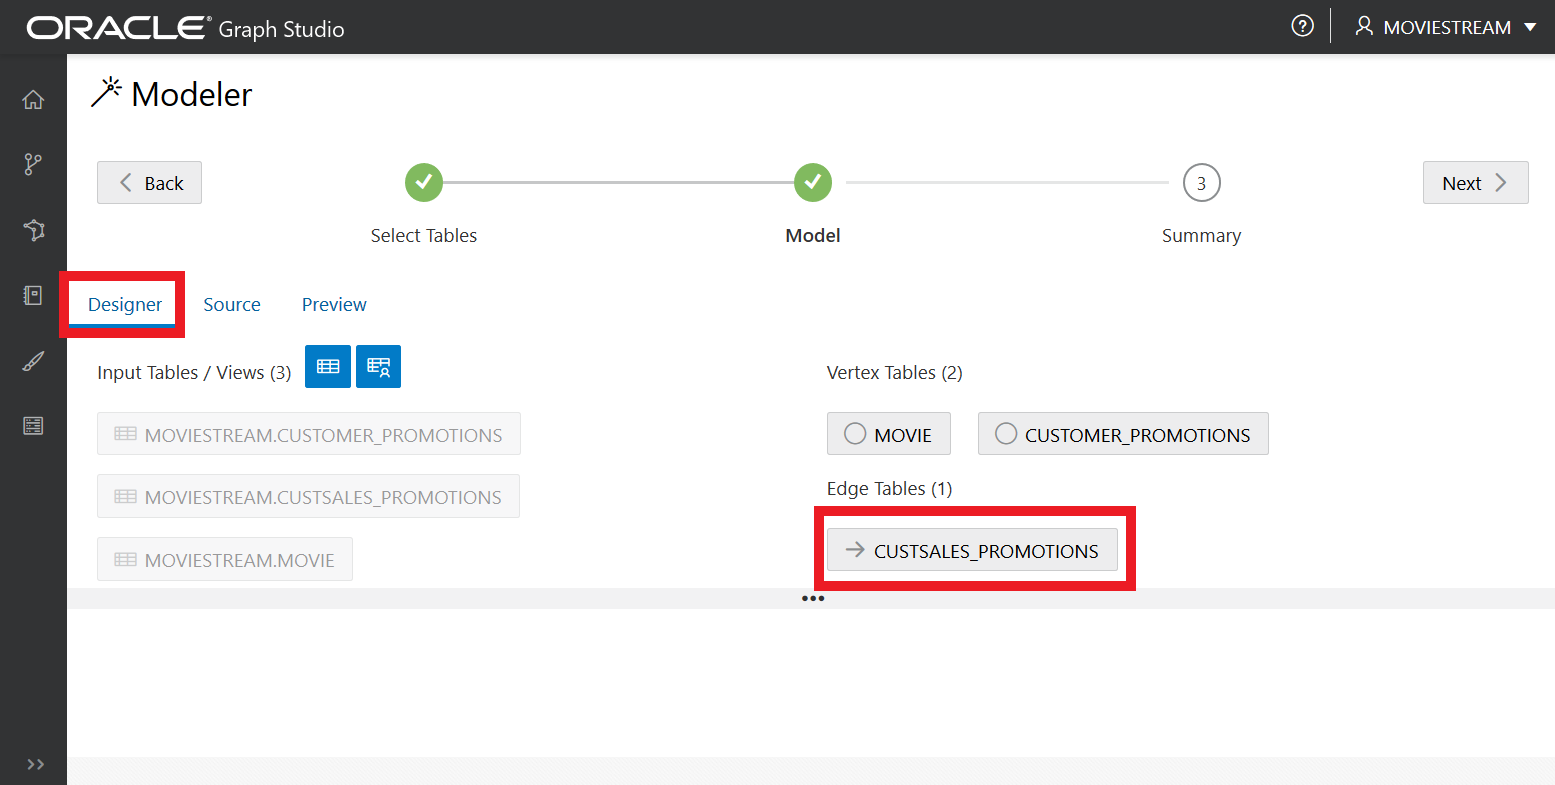 ORACLE® Graph Studio
MOVIESTREAM
Modeler
Back
3
Next
Select Tables
Model
Summary
Designer
Source
Preview
Input Tables / Views (3)
MOVIESTREAM.CUSTOMER_PROMOTIONS
MOVIESTREAM.CUSTSALES_PROMOTIONS
MOVIESTREAM.MOVIE
Vertex Tables (2)
MOVIE
CUSTOMER_PROMOTIONS
Edge Tables (1)
CUSTSALES_PROMOTIONS